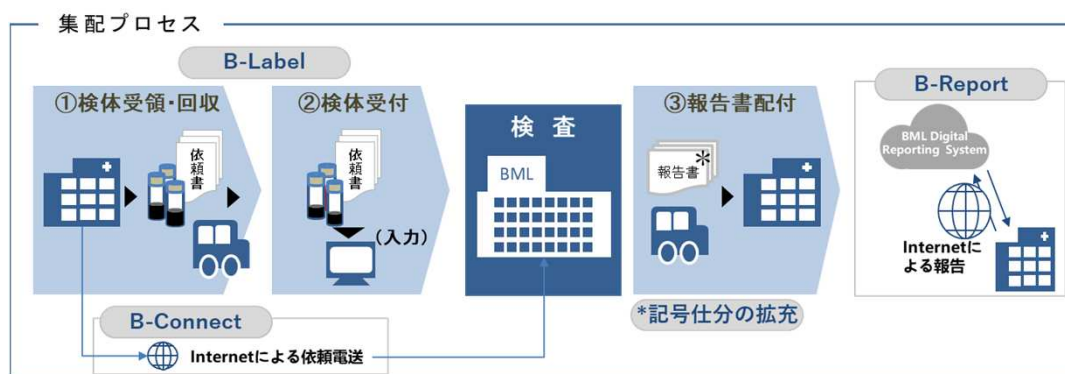 集配プロセス
B-Label
①検体受領・回収
依頼書
②検体受付
依頼書
(入力)
検 査
BML
③報告書配付
報告書*
*記号仕分の拡充
B-Report
BML Digital
Reporting System
Internetに
よる報告
B-Connect
Internetによる依頼電送